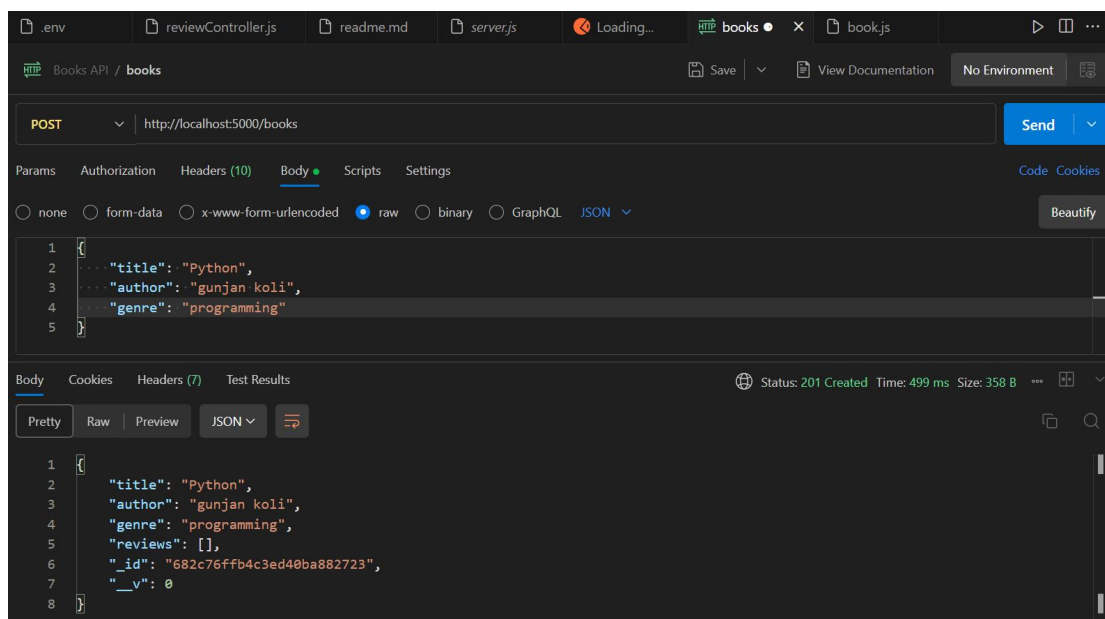 .env reviewController.js readme.md server.js Loading... HTTP books ● × book.js ...
HTTP Books API / books Save View Documentation No Environment
POST http://localhost:5000/books Send
Params Authorization Headers (10) Body Scripts Settings Code Cookies
none form-data x-www-form-urlencoded raw binary GraphQL JSON Beautify
1 {
2 "title": "Python",
3 "author": "gunjan koli",
4 "genre": "programming"
5 }
Body Cookies Headers (7) Test Results Status: 201 Created Time: 499 ms Size: 358 B
Pretty Raw Preview JSON
1 {
2 "title": "Python",
3 "author": "gunjan koli",
4 "genre": "programming",
5 "reviews": [],
6 "_id": "682c76ffb4c3ed40ba882723",
7 "__v": 0
8 }